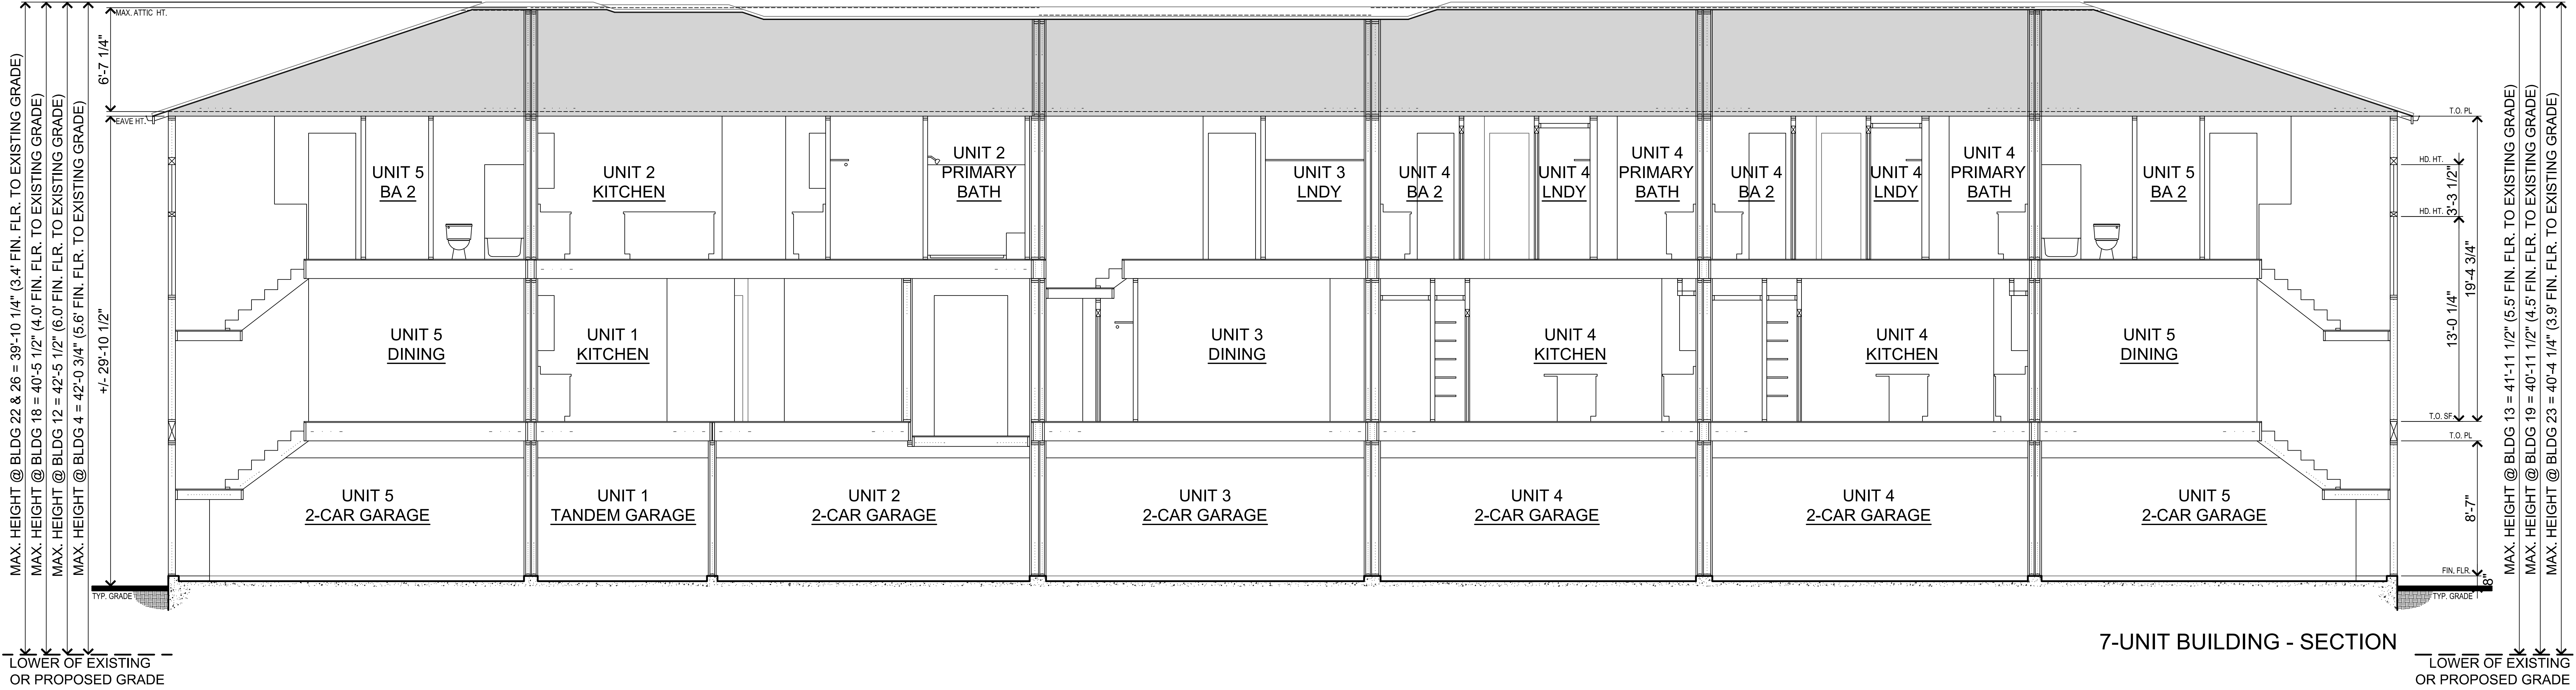 MAX. ATTIC HT.
6'-7 1/4"
EAVE HT.
+/- 29'-10 1/2"
TYP. GRADE
MAX. HEIGHT @ BLDG 22 & 26 = 39'-10 1/4" (3.4' FIN. FLR. TO EXISTING GRADE)
MAX. HEIGHT @ BLDG 18 = 40'-5 1/2" (4.0' FIN. FLR. TO EXISTING GRADE)
MAX. HEIGHT @ BLDG 12 = 42'-5 1/2" (6.0' FIN. FLR. TO EXISTING GRADE)
MAX. HEIGHT @ BLDG 4 = 42'-0 3/4" (5.6' FIN. FLR. TO EXISTING GRADE)
LOWER OF EXISTING
OR PROPOSED GRADE
UNIT 5
BA 2
UNIT 2
KITCHEN
UNIT 2
PRIMARY
BATH
UNIT 3
LNDY
UNIT 4
BA 2
UNIT 4
LNDY
UNIT 4
PRIMARY
BATH
UNIT 4
BA 2
UNIT 4
LNDY
UNIT 4
PRIMARY
BATH
UNIT 5
BA 2
UNIT 5
DINING
UNIT 1
KITCHEN
UNIT 3
DINING
UNIT 4
KITCHEN
UNIT 4
KITCHEN
UNIT 5
DINING
UNIT 5
2-CAR GARAGE
UNIT 1
TANDEM GARAGE
UNIT 2
2-CAR GARAGE
UNIT 3
2-CAR GARAGE
UNIT 4
2-CAR GARAGE
UNIT 4
2-CAR GARAGE
UNIT 5
2-CAR GARAGE
T.O. PL
HD. HT.
3'-3 1/2"
HD. HT.
19'-4 3/4"
13'-0 1/4"
T.O. SF
T.O. PL
8'-7"
FIN. FLR.
8"
TYP. GRADE
MAX. HEIGHT @ BLDG 13 = 41'-11 1/2" (5.5' FIN. FLR. TO EXISTING GRADE)
MAX. HEIGHT @ BLDG 19 = 40'-11 1/2" (4.5' FIN. FLR. TO EXISTING GRADE)
MAX. HEIGHT @ BLDG 23 = 40'-4 1/4" (3.9' FIN. FLR. TO EXISTING GRADE)
7-UNIT BUILDING - SECTION
LOWER OF EXISTING
OR PROPOSED GRADE